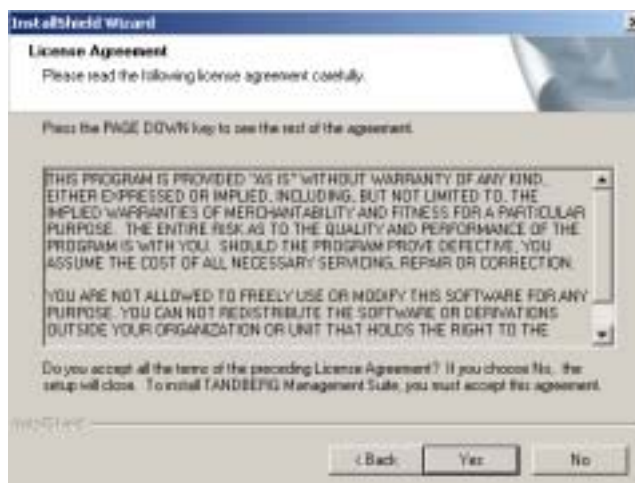 InstallShield Wizard
License Agreement
Please read the following license agreement carefully.
Press the PAGE DOWN key to see the rest of the agreement.
THIS PROGRAM IS PROVIDED "AS IS" WITHOUT WARRANTY OF ANY KIND,
EITHER EXPRESSED OR IMPLIED, INCLUDING, BUT NOT LIMITED TO, THE
IMPLIED WARRANTIES OF MERCHANTABILITY AND FITNESS FOR A PARTICULAR
PURPOSE. THE ENTIRE RISK AS TO THE QUALITY AND PERFORMANCE OF THE
PROGRAM IS WITH YOU. SHOULD THE PROGRAM PROVE DEFECTIVE, YOU
ASSUME THE COST OF ALL NECESSARY SERVICING, REPAIR OR CORRECTION.
YOU ARE NOT ALLOWED TO FREELY USE OR MODIFY THIS SOFTWARE FOR ANY
PURPOSE. YOU CAN NOT REDISTRIBUTE THE SOFTWARE OR DERIVATIONS
OUTSIDE YOUR ORGANIZATION OR UNIT THAT HOLDS THE RIGHT TO THE
Do you accept all the terms of the preceding License Agreement? If you choose No, the
setup will close. To install TANDBERG Management Suite, you must accept this agreement.
InstallShield
< Back
Yes
No